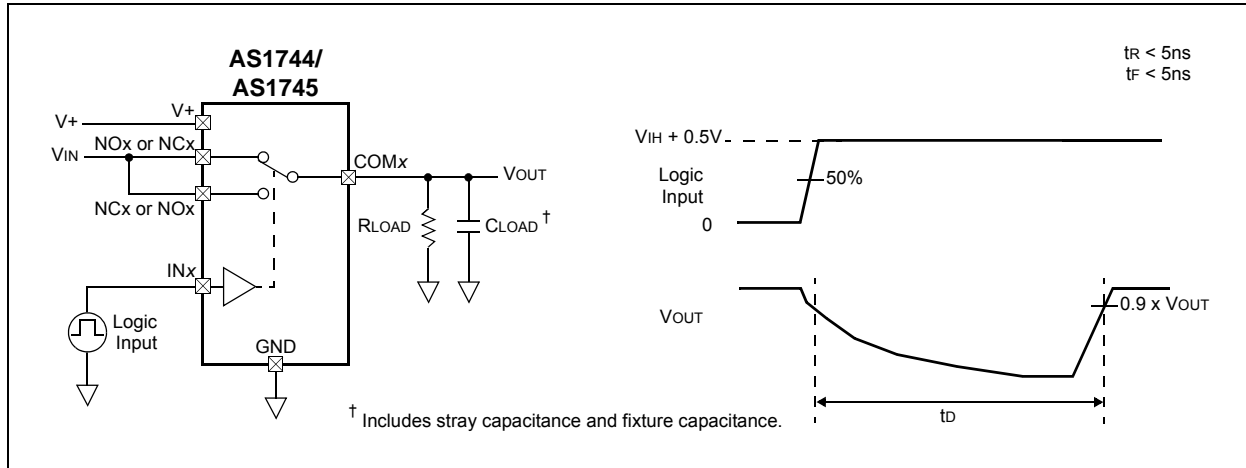 AS1744/
AS1745
V+
V+
NOx or NCx
VIN
COMx
VOUT
NCx or NOx
RLOAD
CLOAD †
INx
Logic
Input
GND
† Includes stray capacitance and fixture capacitance.
tR < 5ns
tF < 5ns
VIH + 0.5V
Logic
Input
50%
0
VOUT
0.9 x VOUT
tD